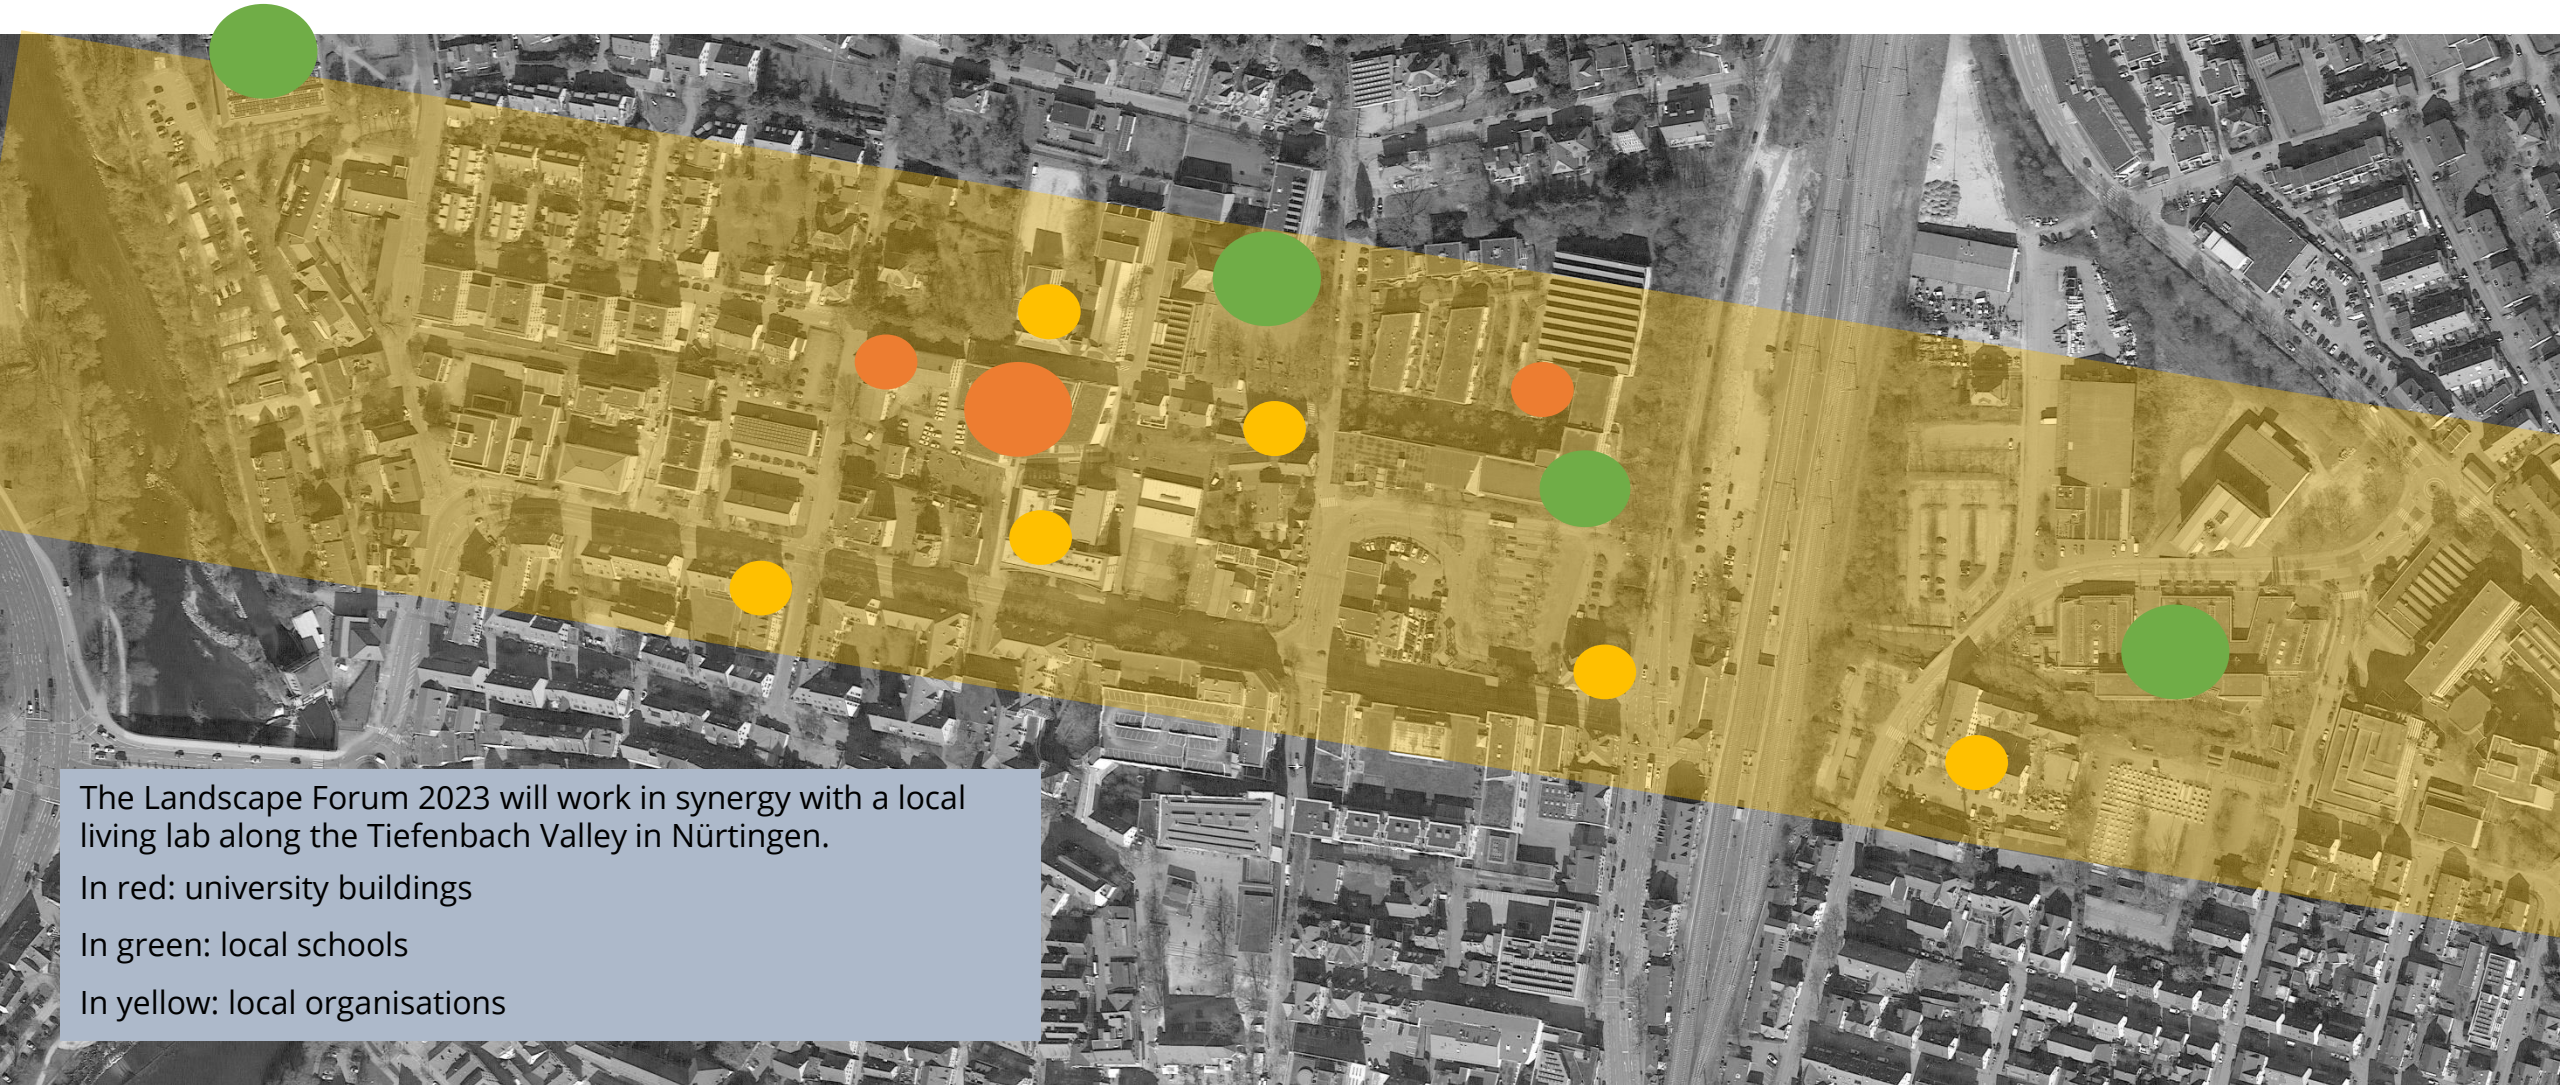 The Landscape Forum 2023 will work in synergy with a local
living lab along the Tiefenbach Valley in Nürtingen.
In red: university buildings
In green: local schools
In yellow: local organisations